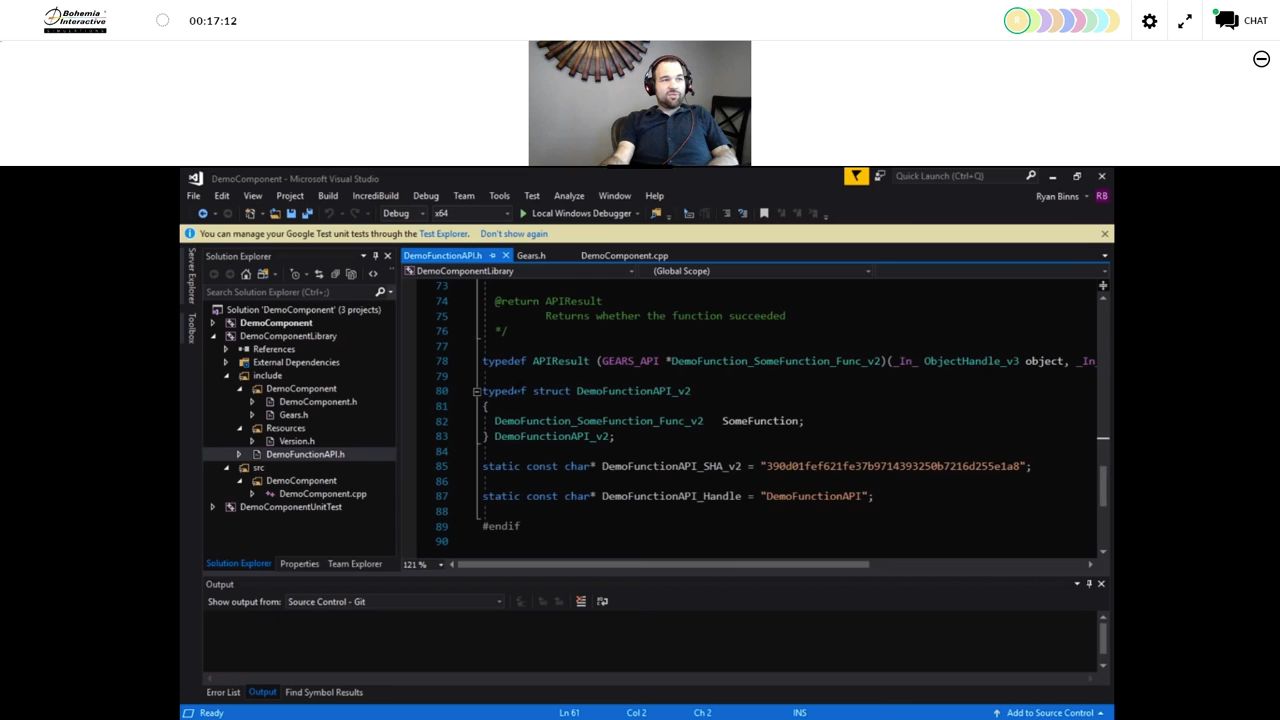 Bohemia
Interactive
SIMULATIONS
00:17:12
R
CHAT
DemoComponent - Microsoft Visual Studio
Quick Launch (Ctrl+Q)
File Edit View Project Build IncrediBuild Debug Team Tools Test Analyze Window Help
Ryan Binns RB
Debug x64 Local Windows Debugger
You can manage your Google Test unit tests through the Test Explorer. Don't show again
Server Explorer
Toolbox
Solution Explorer
Search Solution Explorer (Ctrl+;)
Solution 'DemoComponent' (3 projects)
DemoComponent
DemoComponentLibrary
References
External Dependencies
include
DemoComponent
DemoComponent.h
Gears.h
Resources
Version.h
DemoFunctionAPI.h
src
DemoComponent
DemoComponent.cpp
DemoComponentUnitTest
Solution Explorer Properties Team Explorer
DemoFunctionAPI.h Gears.h DemoComponent.cpp
DemoComponentLibrary (Global Scope)
73
74 @return APIResult
75 Returns whether the function succeeded
76 */
77
78 typedef APIResult (GEARS_API *DemoFunction_SomeFunction_Func_v2)(_In_ ObjectHandle_v3 object, _In_
79
80 typedef struct DemoFunctionAPI_v2
81 {
82 DemoFunction_SomeFunction_Func_v2 SomeFunction;
83 } DemoFunctionAPI_v2;
84
85 static const char* DemoFunctionAPI_SHA_v2 = "390d01fef621fe37b9714393250b7216d255e1a8";
86
87 static const char* DemoFunctionAPI_Handle = "DemoFunctionAPI";
88
89 #endif
90
121 %
Output
Show output from: Source Control - Git
Error List Output Find Symbol Results
Ready Ln 61 Col 2 Ch 2 INS Add to Source Control